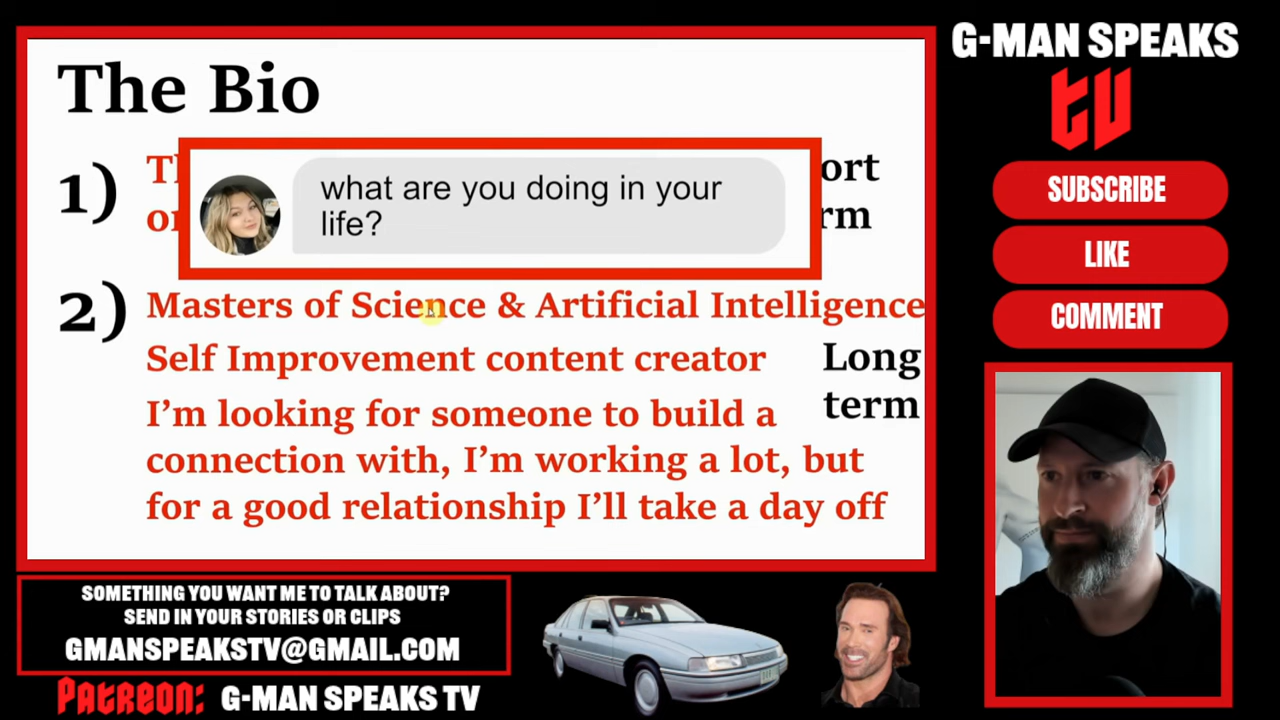 The Bio
1)
what are you doing in your
life?
ort
rm
or
2)
Masters of Science & Artificial Intelligence
Self Improvement content creator
Long
term
I'm looking for someone to build a
connection with, I'm working a lot, but
for a good relationship I'll take a day off
G-MAN SPEAKS
TV
SUBSCRIBE
LIKE
COMMENT
SOMETHING YOU WANT ME TO TALK ABOUT?
SEND IN YOUR STORIES OR CLIPS
GMANSPEAKSTV@GMAIL.COM
PATREON: G-MAN SPEAKS TV